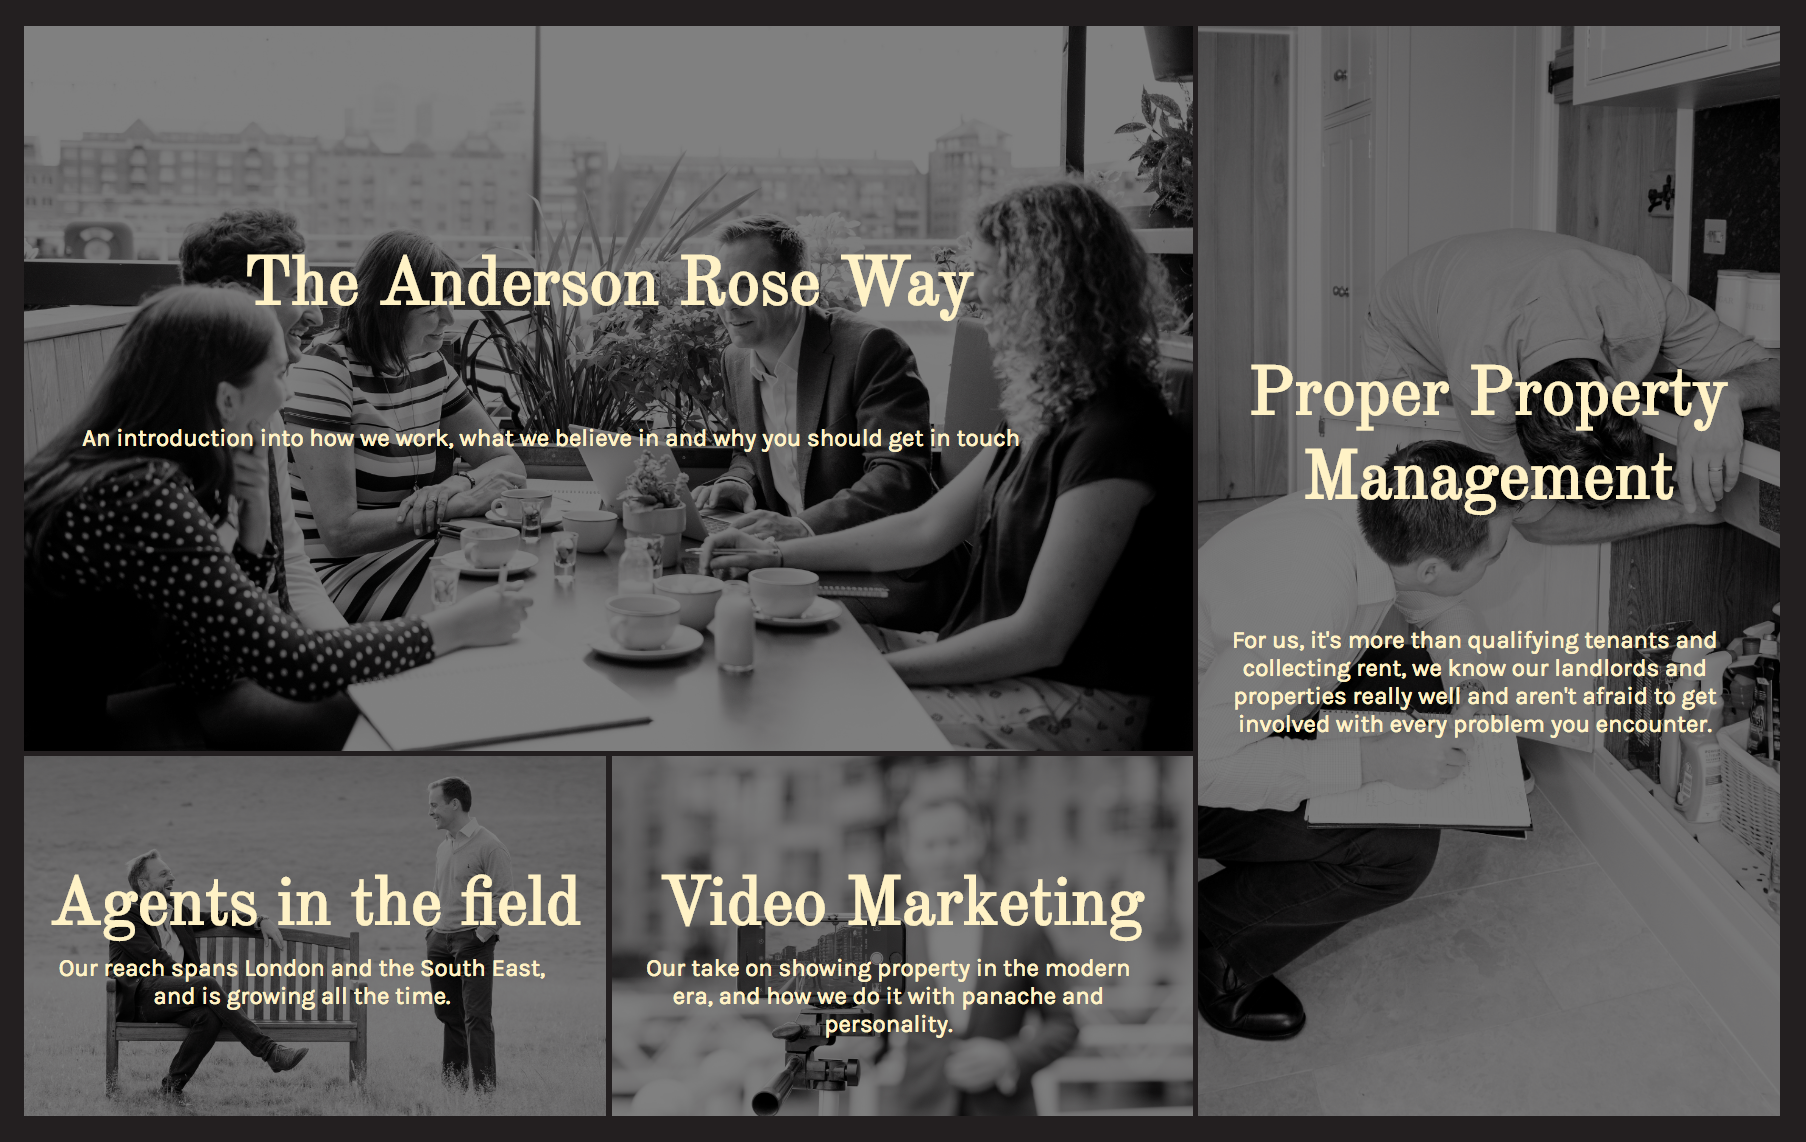 The Anderson Rose Way
An introduction into how we work, what we believe in and why you should get in touch
Proper Property
Management
For us, it's more than qualifying tenants and
collecting rent, we know our landlords and
properties really well and aren't afraid to get
involved with every problem you encounter.
Agents in the field
Our reach spans London and the South East,
and is growing all the time.
Video Marketing
Our take on showing property in the modern
era, and how we do it with panache and
personality.